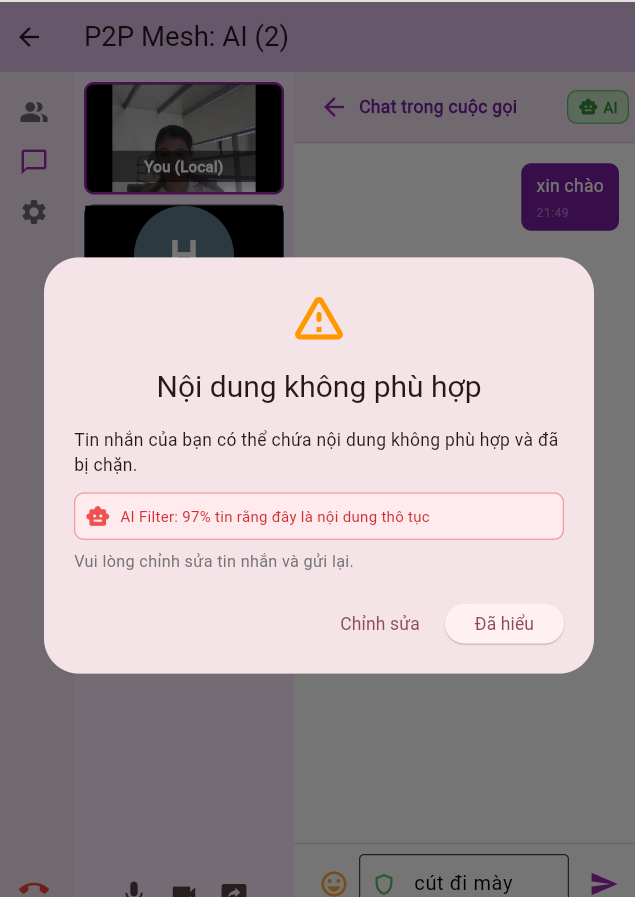 P2P Mesh: AI (2)
Chat trong cuộc gọi
AI
You (Local)
xin chào
21:49
H
Nội dung không phù hợp
Tin nhắn của bạn có thể chứa nội dung không phù hợp và đã
bị chặn.
AI Filter: 97% tin rằng đây là nội dung thô tục
Vui lòng chỉnh sửa tin nhắn và gửi lại.
Chỉnh sửa
Đã hiểu
cút đi mày